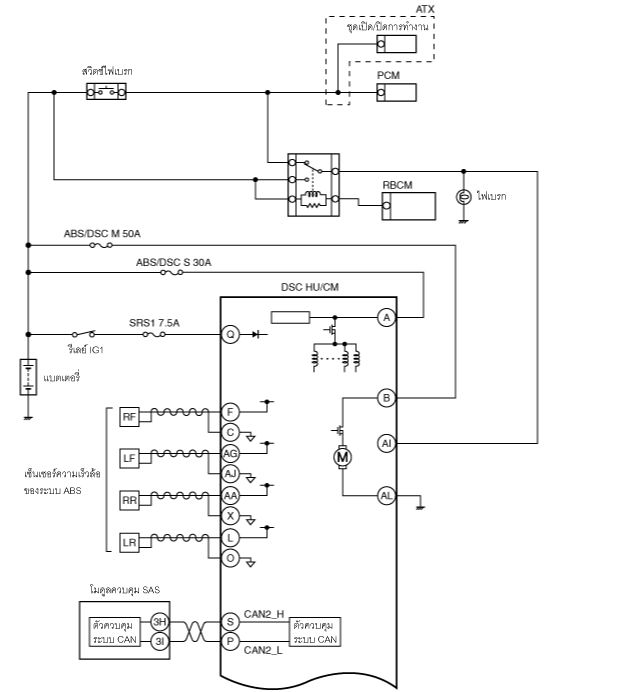 ATX
ชุดเปิด/ปิดการทำงาน
สวิตช์ไฟเบรก
PCM
RBCM
ไฟเบรก
ABS/DSC M 50A
ABS/DSC S 30A
DSC HU/CM
A
SRS1 7.5A
Q
รีเลย์ IG1
แบตเตอรี่
B
RF
F
C
AI
LF
AG
M
เซ็นเซอร์ความเร็วล้อ
ของระบบ ABS
AJ
RR
AA
AL
X
LR
L
O
โมดูลควบคุม SAS
ตัวควบคุม
ระบบ CAN
3H
3I
S
CAN2_H
P
CAN2_L
ตัวควบคุม
ระบบ CAN